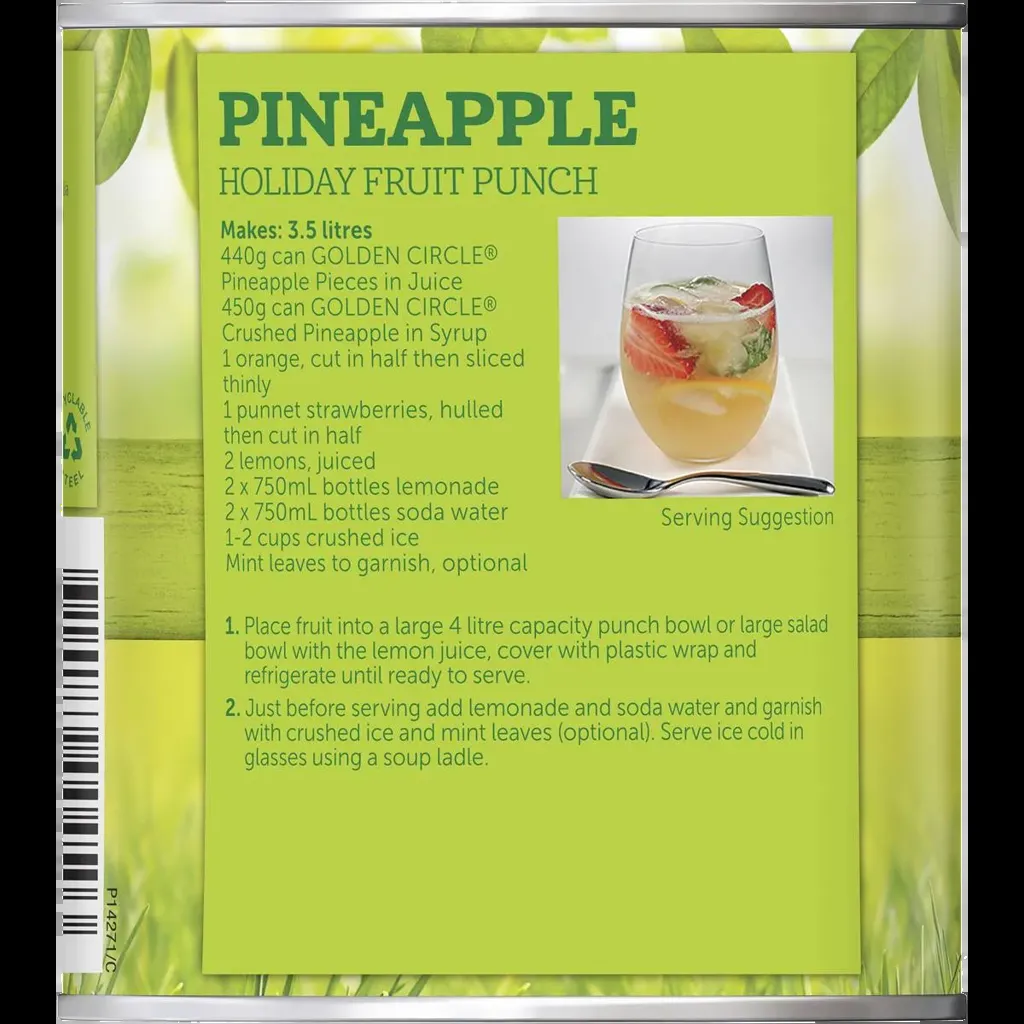 PINEAPPLE
HOLIDAY FRUIT PUNCH
Makes: 3.5 litres
440g can GOLDEN CIRCLE®
Pineapple Pieces in Juice
450g can GOLDEN CIRCLE®
Crushed Pineapple in Syrup
1 orange, cut in half then sliced
thinly
1 punnet strawberries, hulled
then cut in half
2 lemons, juiced
2 x 750mL bottles lemonade
2 x 750mL bottles soda water
1-2 cups crushed ice
Mint leaves to garnish, optional
Serving Suggestion
1. Place fruit into a large 4 litre capacity punch bowl or large salad
bowl with the lemon juice, cover with plastic wrap and
refrigerate until ready to serve.
2. Just before serving add lemonade and soda water and garnish
with crushed ice and mint leaves (optional). Serve ice cold in
glasses using a soup ladle.
P14271/C